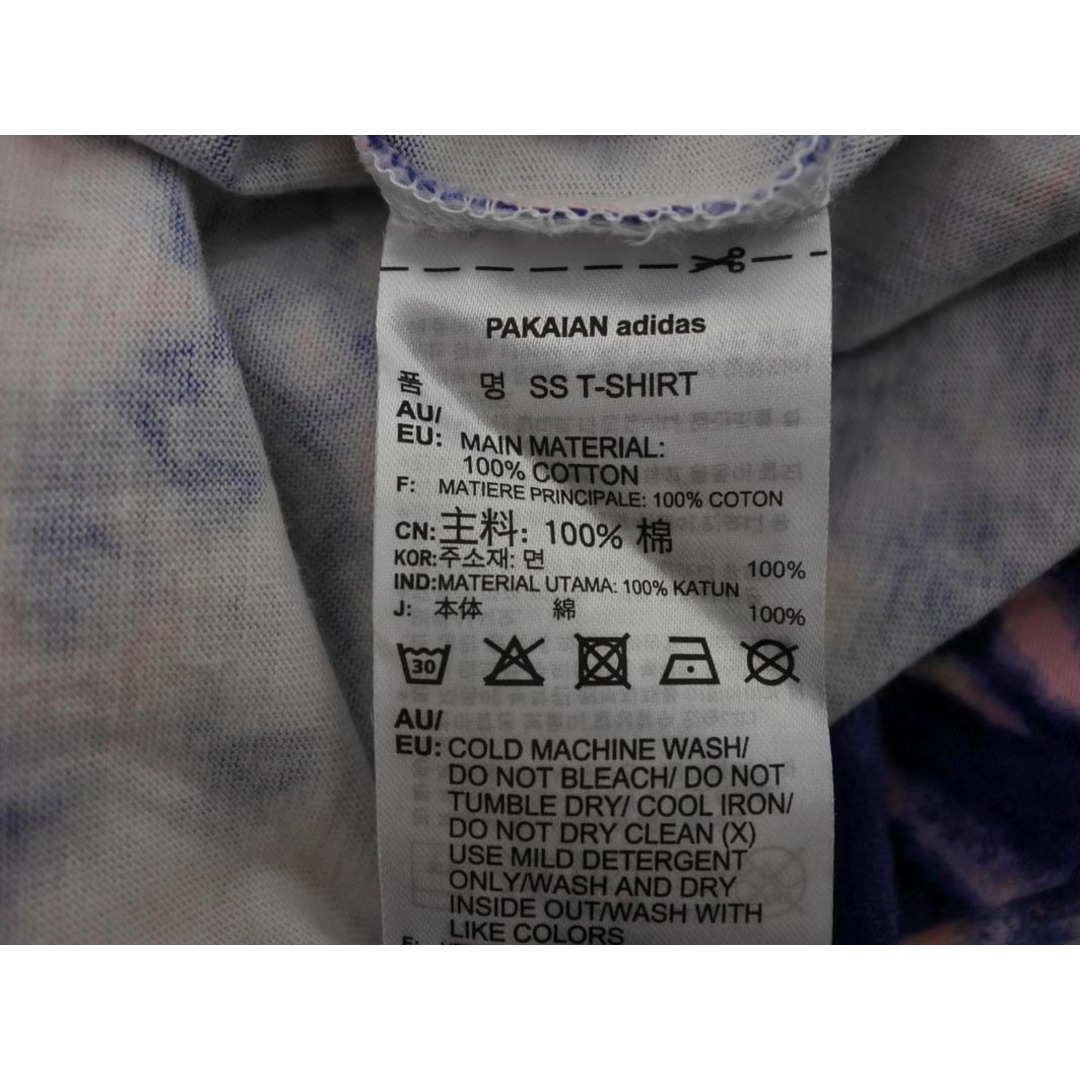 PAKAIAN adidas
품 명 SS T-SHIRT
AU/
EU: MAIN MATERIAL:
100% COTTON
F: MATIERE PRINCIPALE: 100% COTON
CN: 主料: 100% 棉
KOR: 주소재: 면 100%
IND: MATERIAL UTAMA: 100% KATUN
J: 本体 綿 100%
30
AU/
EU: COLD MACHINE WASH/
DO NOT BLEACH/ DO NOT
TUMBLE DRY/ COOL IRON/
DO NOT DRY CLEAN (X)
USE MILD DETERGENT
ONLY/WASH AND DRY
INSIDE OUT/WASH WITH
LIKE COLORS